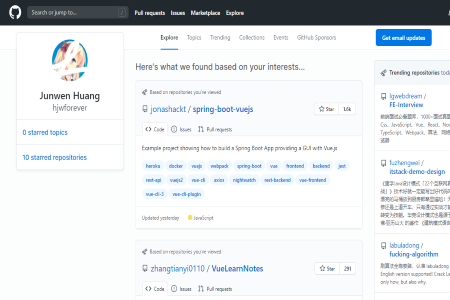 Search or jump to...
/
Pull requests Issues Marketplace Explore
Explore Topics Trending Collections Events GitHub Sponsors
Get email updates
Junwen Huang
hjwforever
0 starred topics
10 starred repositories
Here's what we found based on your interests...
Based on repositories you've viewed
jonashackt / spring-boot-vuejs
Star 1.6k
Code Issues Pull requests
Example project showing how to build a Spring Boot App providing a GUI with Vue.js
heroku docker vuejs webpack spring-boot vue frontend backend jest
rest-api vuejs2 vue-cli axios nightwatch rest-backend vue-frontend
vue-cli-3 vue-cli-plugin
Updated yesterday JavaScript
Based on repositories you've viewed
zhangtianyi0110 / VueLearnNotes
Star 291
Code Issues Pull requests
Trending repositories today
lgwebdream /
FE-Interview
Css, JavaScript, Vue, React, Node
TypeScript, Webpack,
fuzhengwei /
itstack-demo-design
labuladong /
fucking-algorithm
labuladong
English version supported! Crack Le
only how, but also why.